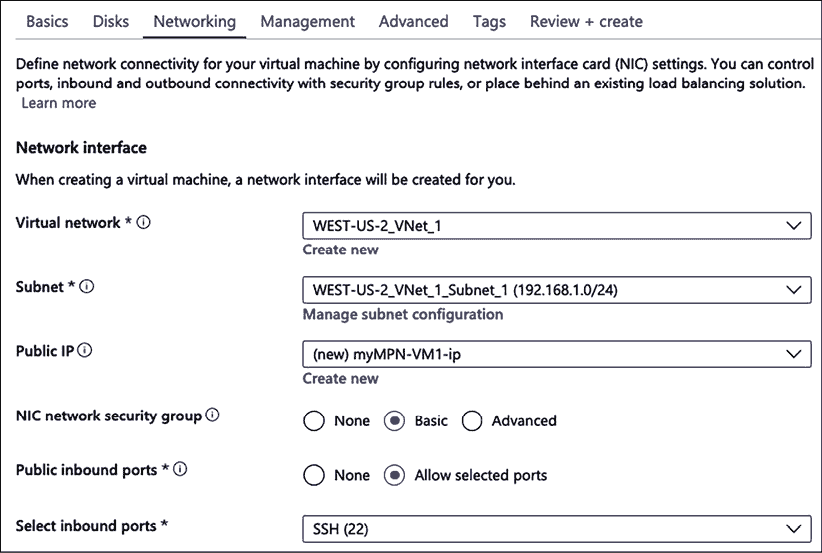 Basics Disks Networking Management Advanced Tags Review + create
Define network connectivity for your virtual machine by configuring network interface card (NIC) settings. You can control
ports, inbound and outbound connectivity with security group rules, or place behind an existing load balancing solution.
Learn more
Network interface
When creating a virtual machine, a network interface will be created for you.
Virtual network * WEST-US-2_VNet_1
Create new
Subnet * WEST-US-2_VNet_1_Subnet_1 (192.168.1.0/24)
Manage subnet configuration
Public IP (new) myMPN-VM1-ip
Create new
NIC network security group None Basic Advanced
Public inbound ports * None Allow selected ports
Select inbound ports * SSH (22)